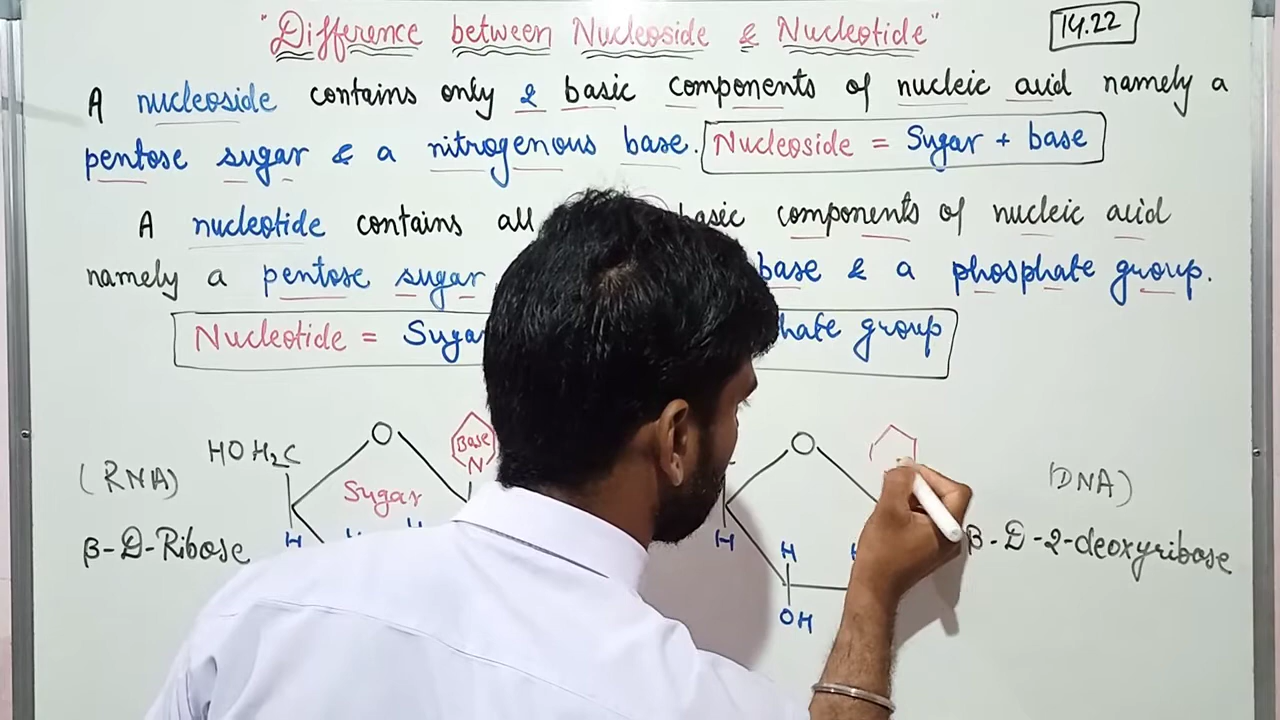 "Difference between Nucleoside & Nucleotide"
14.22
A nucleoside contains only 2 basic components of nucleic acid namely a
pentose sugar & a nitrogenous base. Nucleoside = Sugar + base
A nucleotide contains all basic components of nucleic acid
namely a pentose sugar base & a phosphate group.
Nucleotide = Sugar hate group
HOH₂C O Base N O
(RNA) Sugar (DNA)
β-D-Ribose H H H β-D-2-deoxyribose
H H
OH